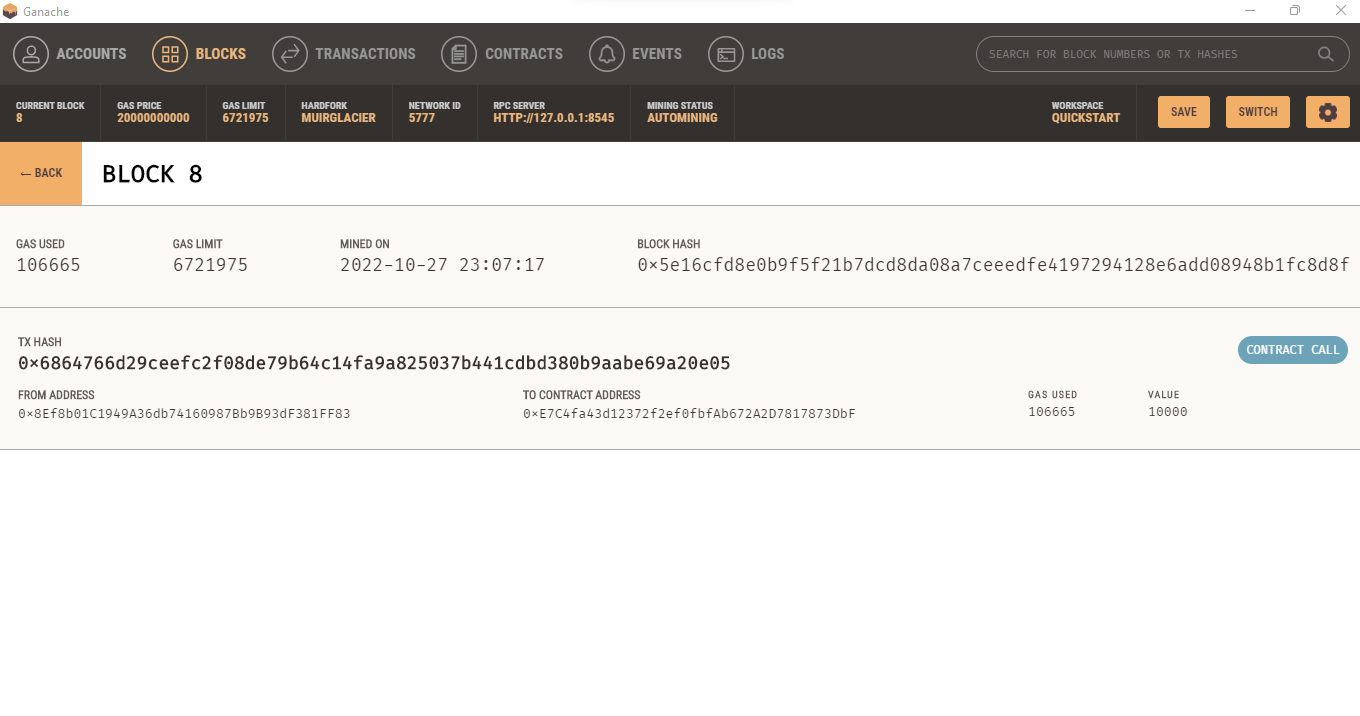 Ganache
ACCOUNTS BLOCKS TRANSACTIONS CONTRACTS EVENTS LOGS SEARCH FOR BLOCK NUMBERS OR TX HASHES
CURRENT BLOCK GAS PRICE GAS LIMIT HARDFORK NETWORK ID RPC SERVER MINING STATUS WORKSPACE
8 20000000000 6721975 MUIRGLACIER 5777 HTTP://127.0.0.1:8545 AUTOMINING QUICKSTART SAVE SWITCH
← BACK BLOCK 8
GAS USED GAS LIMIT MINED ON BLOCK HASH
106665 6721975 2022-10-27 23:07:17 0×5e16cfd8e0b9f5f21b7dcd8da08a7ceeedfe4197294128e6add08948b1fc8d8f
TX HASH
0×6864766d29ceefc2f08de79b64c14fa9a825037b441cdbd380b9aabe69a20e05 CONTRACT CALL
FROM ADDRESS TO CONTRACT ADDRESS GAS USED VALUE
0×8Ef8b01C1949A36db74160987Bb9B93dF381FF83 0×E7C4fa43d12372f2ef0fbfAb672A2D7817873DbF 106665 10000